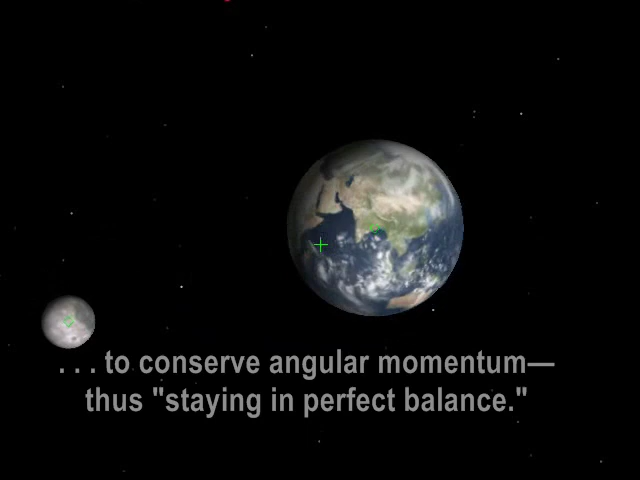 . . . to conserve angular momentum—
thus "staying in perfect balance."